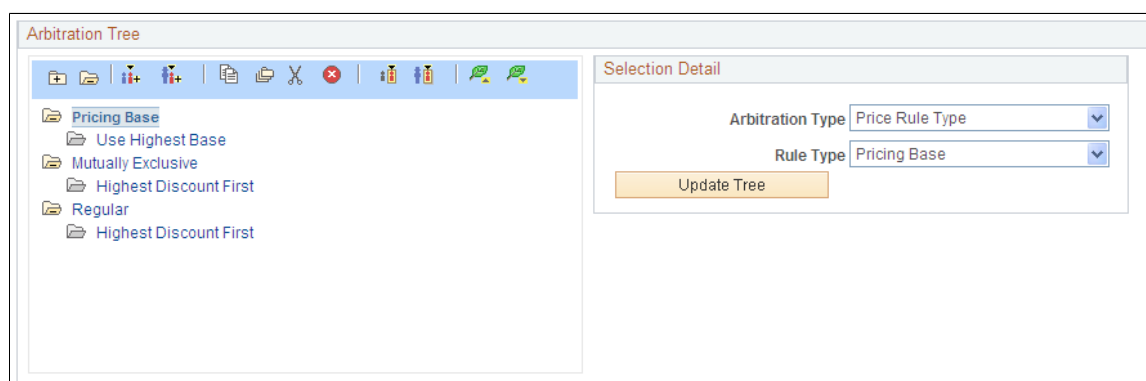 Arbitration Tree
Pricing Base
Use Highest Base
Mutually Exclusive
Highest Discount First
Regular
Highest Discount First
Selection Detail
Arbitration Type Price Rule Type
Rule Type Pricing Base
Update Tree